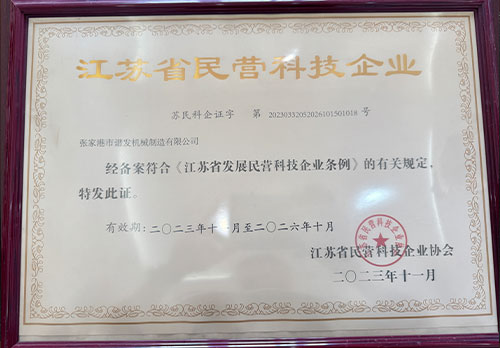 江苏省民营科技企业
苏民科企证字 第 20230332052026101501018 号
张家港市谱发机械制造有限公司
经备案符合《江苏省发展民营科技企业条例》的有关规定,
特发此证。
有效期:二〇二三年十一月至二〇二六年十月
江苏省民营科技企业协会
二〇二三年十一月